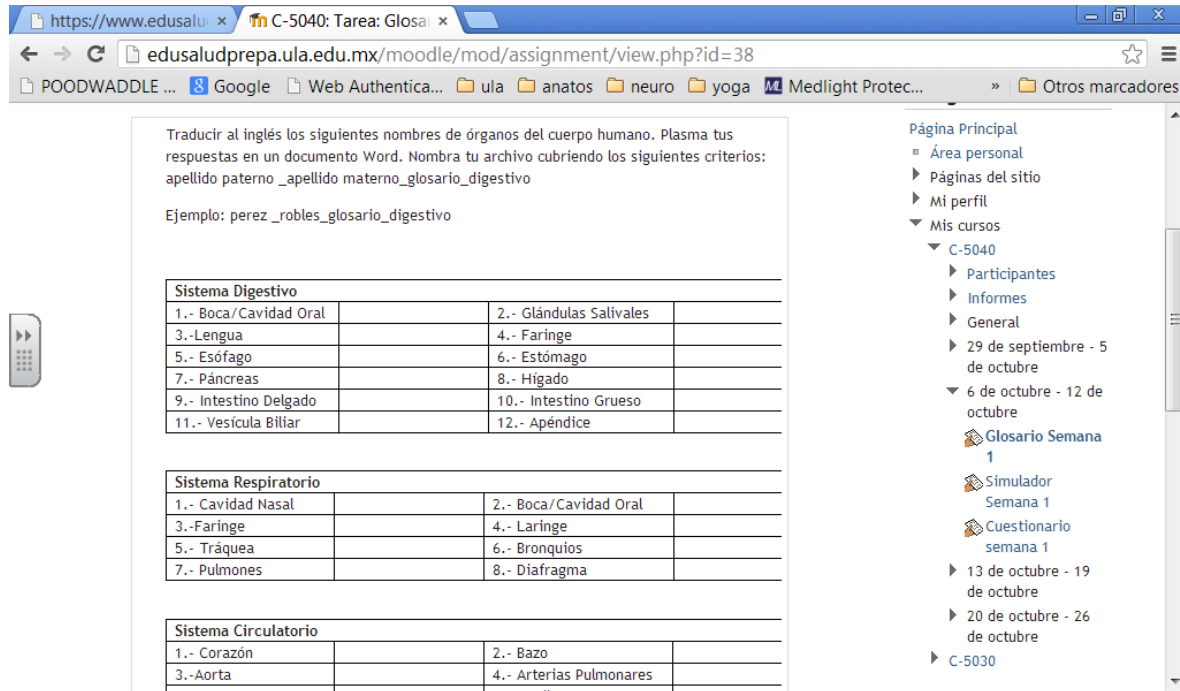 https://www.edusalu
C-5040: Tarea: Glosar
edusaludprepa.ula.edu.mx/moodle/mod/assignment/view.php?id=38
POODWADDLE ... Google Web Authentica... ula anatos neuro yoga ML Medlight Protec... » Otros marcadores
Traducir al inglés los siguientes nombres de órganos del cuerpo humano. Plasma tus
respuestas en un documento Word. Nombra tu archivo cubriendo los siguientes criterios:
apellido paterno _apellido materno_glosario_digestivo
Ejemplo: perez _robles_glosario_digestivo
Sistema Digestivo
1.- Boca/Cavidad Oral 2.- Glándulas Salivales
3.-Lengua 4.- Faringe
5.- Esófago 6.- Estómago
7.- Páncreas 8.- Hígado
9.- Intestino Delgado 10.- Intestino Grueso
11.- Vesícula Biliar 12.- Apéndice
Sistema Respiratorio
1.- Cavidad Nasal 2.- Boca/Cavidad Oral
3.-Faringe 4.- Laringe
5.- Tráquea 6.- Bronquios
7.- Pulmones 8.- Diafragma
Sistema Circulatorio
1.- Corazón 2.- Bazo
3.-Aorta 4.- Arterias Pulmonares
Página Principal
Área personal
Páginas del sitio
Mi perfil
Mis cursos
C-5040
Participantes
Informes
General
29 de septiembre - 5
de octubre
6 de octubre - 12 de
octubre
Glosario Semana
1
Simulador
Semana 1
Cuestionario
semana 1
13 de octubre - 19
de octubre
20 de octubre - 26
de octubre
C-5030